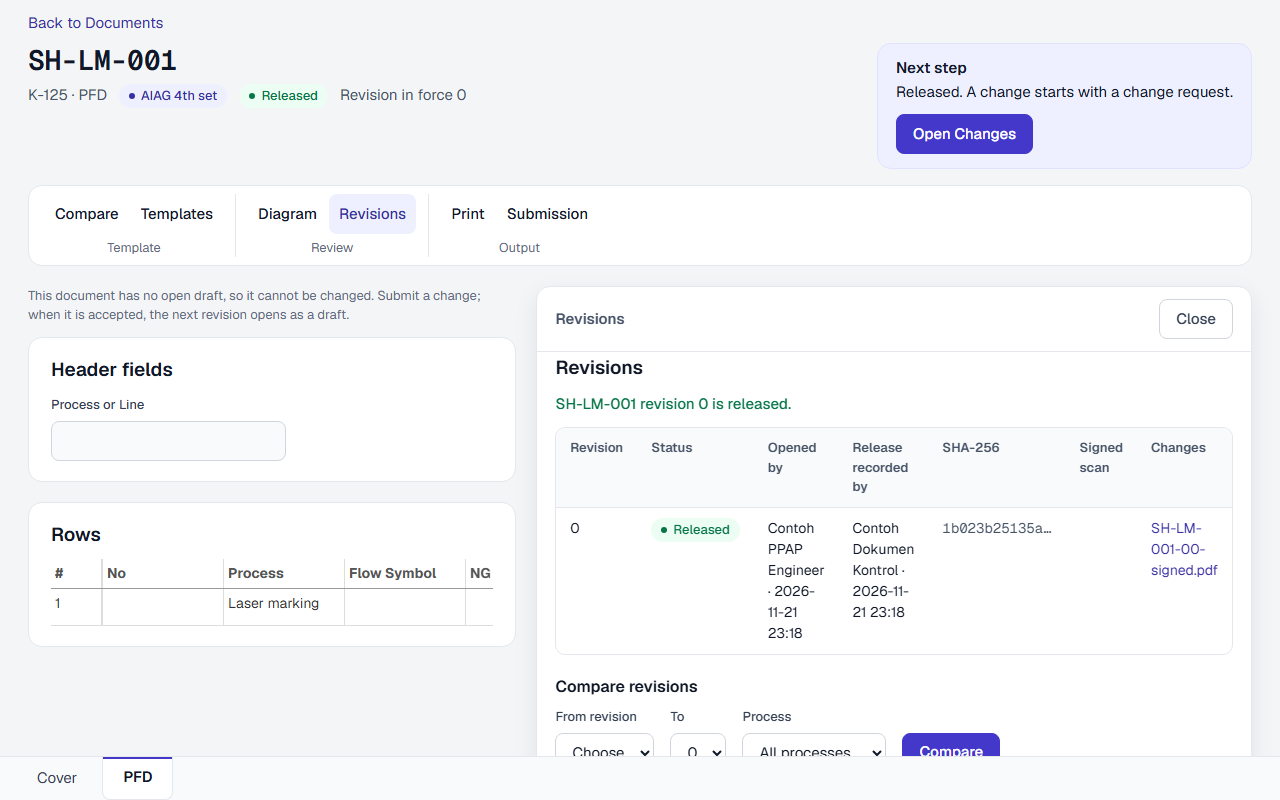 Back to Documents
SH-LM-001
K-125 · PFD AIAG 4th set Released Revision in force 0
Next step
Released. A change starts with a change request.
Open Changes
Compare Templates
Template
Diagram Revisions
Review
Print Submission
Output
This document has no open draft, so it cannot be changed. Submit a change;
when it is accepted, the next revision opens as a draft.
Header fields
Process or Line
Rows
# No Process Flow Symbol NG
1 Laser marking
Revisions Close
Revisions
SH-LM-001 revision 0 is released.
Revision Status Opened by Release recorded by SHA-256 Signed scan Changes
0 Released
Contoh
PPAP
Engineer
· 2026-
11-21
23:18
Contoh
Dokumen
Kontrol ·
2026-11-
21 23:18
1b023b25135a…
SH-LM-
001-00-
signed.pdf
Compare revisions
From revision To Process
Choose 0 All processes Compare
Cover PFD